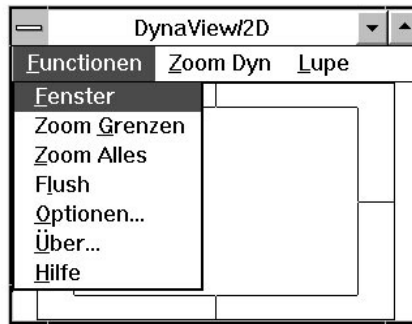 DynaView/2D
Functionen Zoom Dyn Lupe
Fenster
Zoom Grenzen
Zoom Alles
Flush
Optionen...
Über...
Hilfe